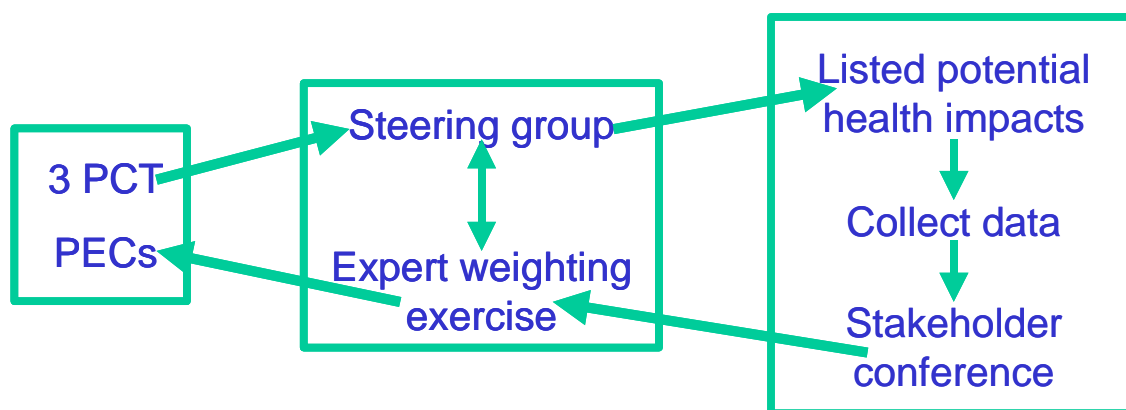 3 PCT
PECs
Steering group
Expert weighting
exercise
Listed potential
health impacts
Collect data
Stakeholder
conference